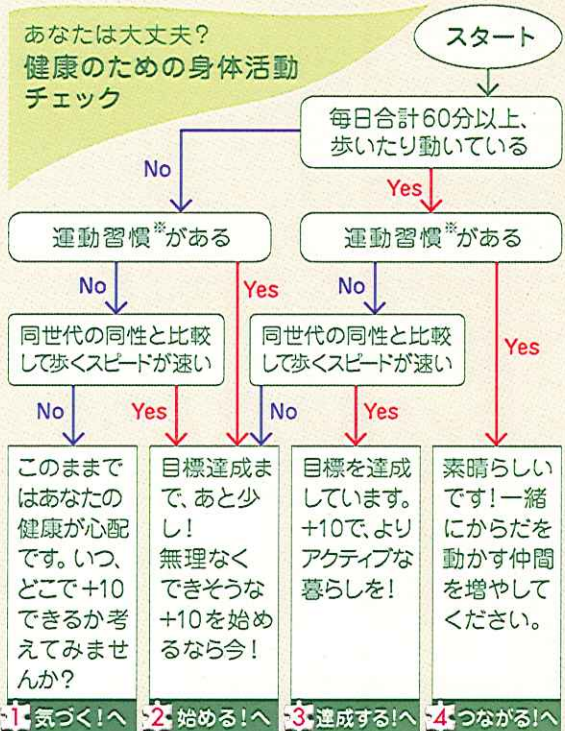 あなたは大丈夫?
健康のための身体活動
チェック
スタート
毎日合計60分以上、
歩いたり動いている
No
Yes
運動習慣※がある
運動習慣※がある
No
Yes
No
Yes
同世代の同性と比較
して歩くスピードが速い
同世代の同性と比較
して歩くスピードが速い
No
Yes
No
Yes
このままで
はあなたの
健康が心配
です。いつ、
どこで+10
できるか考
えてみませ
んか?
目標達成ま
で、あと少
し!
無理なく
できそうな
+10を始め
るなら今!
目標を達成
しています。
+10で、より
アクティブな
暮らしを!
素晴らしい
です!一緒
にからだを
動かす仲間
を増やして
ください。
1 気づく!へ
2 始める!へ
3 達成する!へ
4 つながる!へ